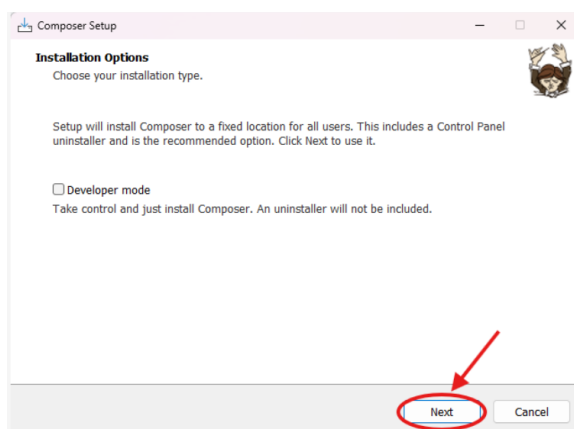 Composer Setup
Installation Options
Choose your installation type.
Setup will install Composer to a fixed location for all users. This includes a Control Panel
uninstaller and is the recommended option. Click Next to use it.
Developer mode
Take control and just install Composer. An uninstaller will not be included.
Next
Cancel